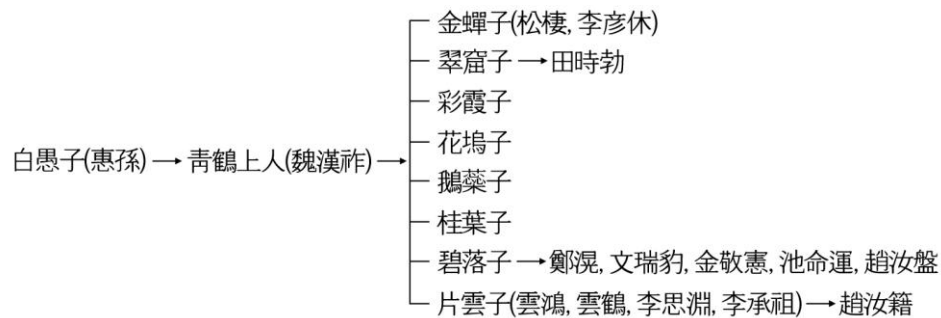 金蟬子(松棲, 李彦休)
翠窟子 → 田時勃
彩霞子
花塢子
白愚子(惠孫) → 靑鶴上人(魏漢祚) →
鵝蘂子
桂葉子
碧落子 → 鄭滉, 文瑞豹, 金敬憲, 池命運, 趙汝盤
片雲子(雲鴻, 雲鶴, 李思淵, 李承祖) → 趙汝籍